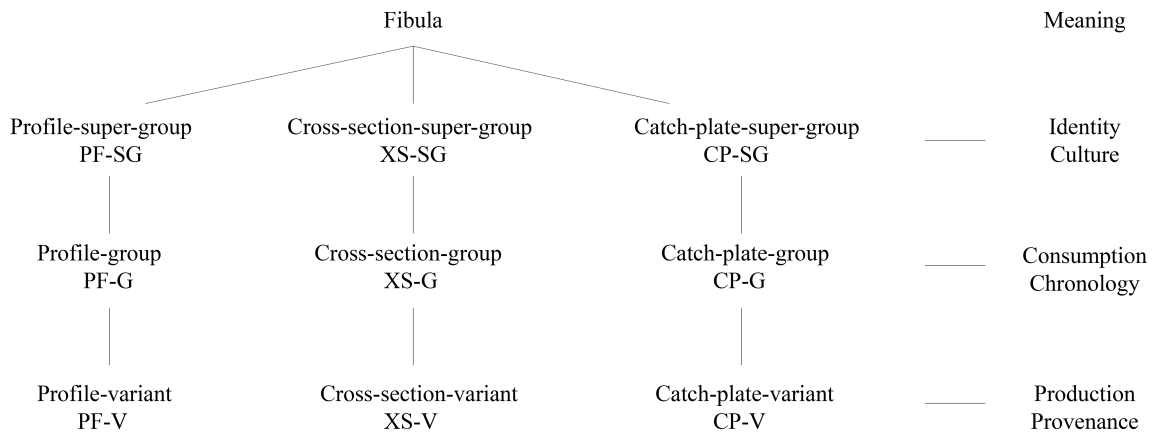 Fibula Meaning
Profile-super-group Cross-section-super-group Catch-plate-super-group Identity
PF-SG XS-SG CP-SG Culture
Profile-group Cross-section-group Catch-plate-group Consumption
PF-G XS-G CP-G Chronology
Profile-variant Cross-section-variant Catch-plate-variant Production
PF-V XS-V CP-V Provenance